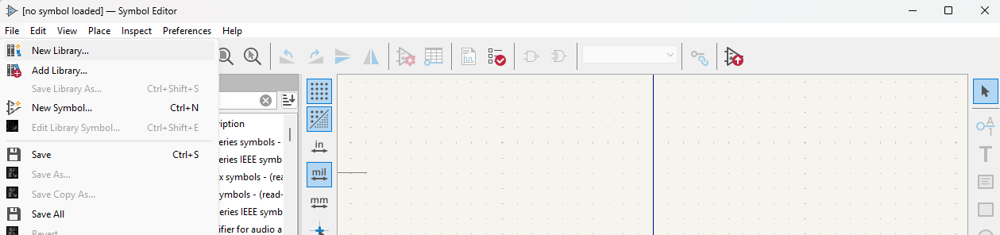 [no symbol loaded] — Symbol Editor
File Edit View Place Inspect Preferences Help
New Library...
Add Library...
Save Library As... Ctrl+Shift+S
New Symbol... Ctrl+N
Edit Library Symbol... Ctrl+Shift+E
Save Ctrl+S
Save As...
Save Copy As...
Save All
Revert
ription
eries symbols -
eries IEEE symb
x symbols - (rea
ymbols - (read-
eries IEEE symb
ifier for audio a
in
mil
mm
A
1
T